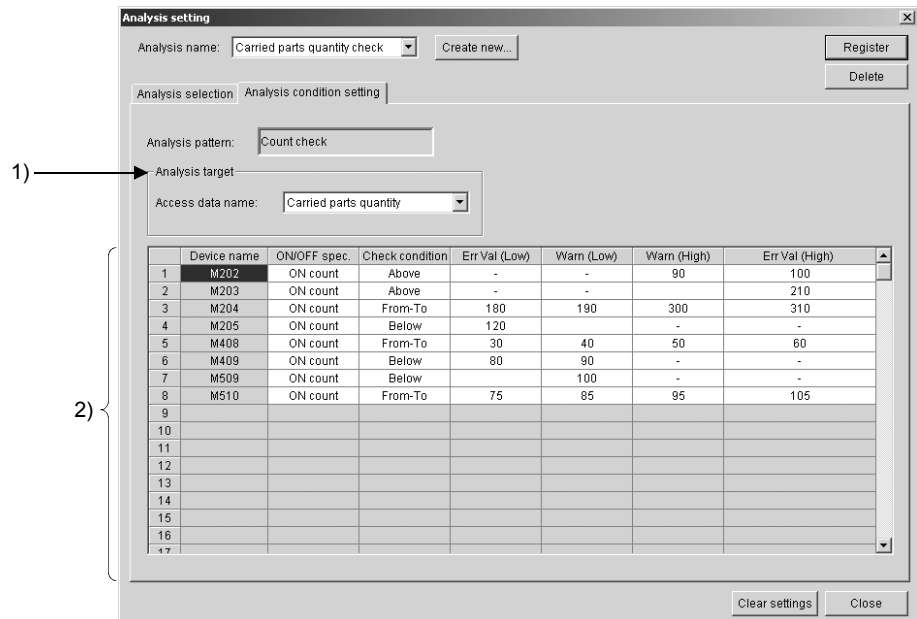 Analysis setting
Analysis name: Carried parts quantity check Create new... Register
Delete
Analysis selection Analysis condition setting
Analysis pattern: Count check
1)
Analysis target
Access data name: Carried parts quantity
2)
Device name ON/OFF spec. Check condition Err Val (Low) Warn (Low) Warn (High) Err Val (High)
1 M202 ON count Above - - 90 100
2 M203 ON count Above - - 210
3 M204 ON count From-To 180 190 300 310
4 M205 ON count Below 120 - -
5 M408 ON count From-To 30 40 50 60
6 M409 ON count Below 80 90 - -
7 M509 ON count Below 100 - -
8 M510 ON count From-To 75 85 95 105
9
10
11
12
13
14
15
16
17
Clear settings Close